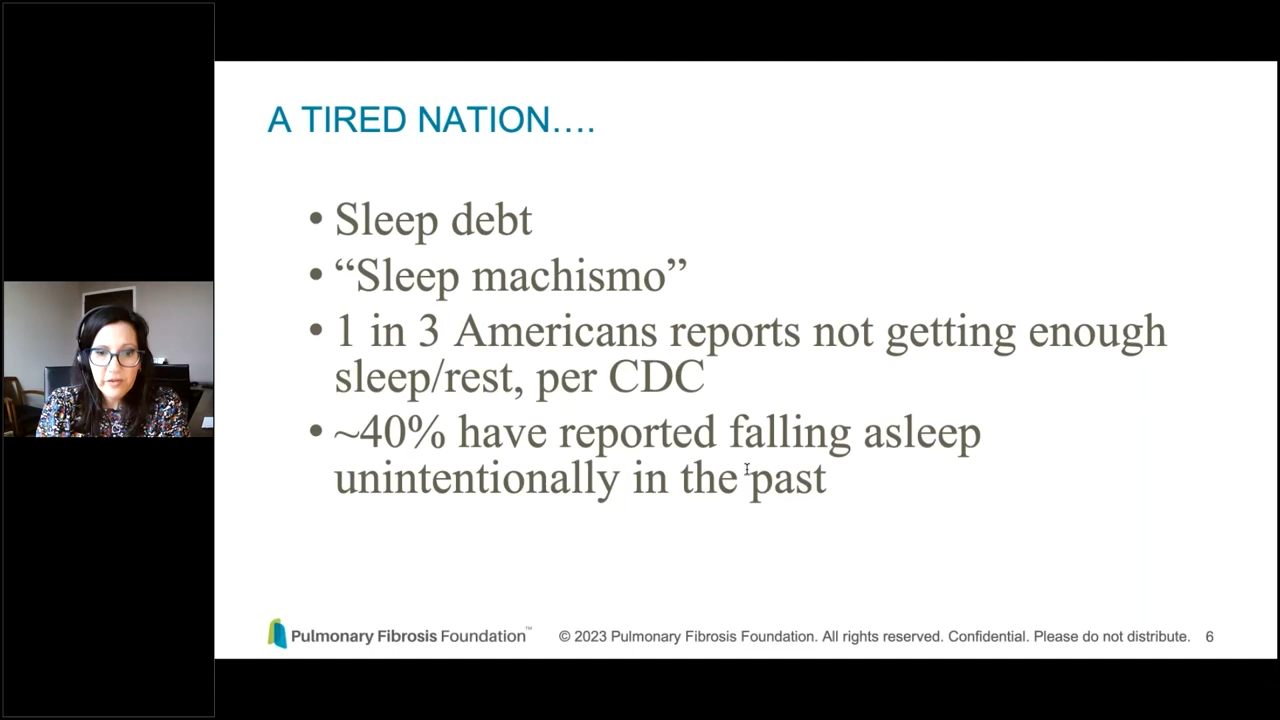 A TIRED NATION....
• Sleep debt
• “Sleep machismo”
• 1 in 3 Americans reports not getting enough
sleep/rest, per CDC
• ~40% have reported falling asleep
unintentionally in the past
Pulmonary Fibrosis Foundation™ © 2023 Pulmonary Fibrosis Foundation. All rights reserved. Confidential. Please do not distribute. 6